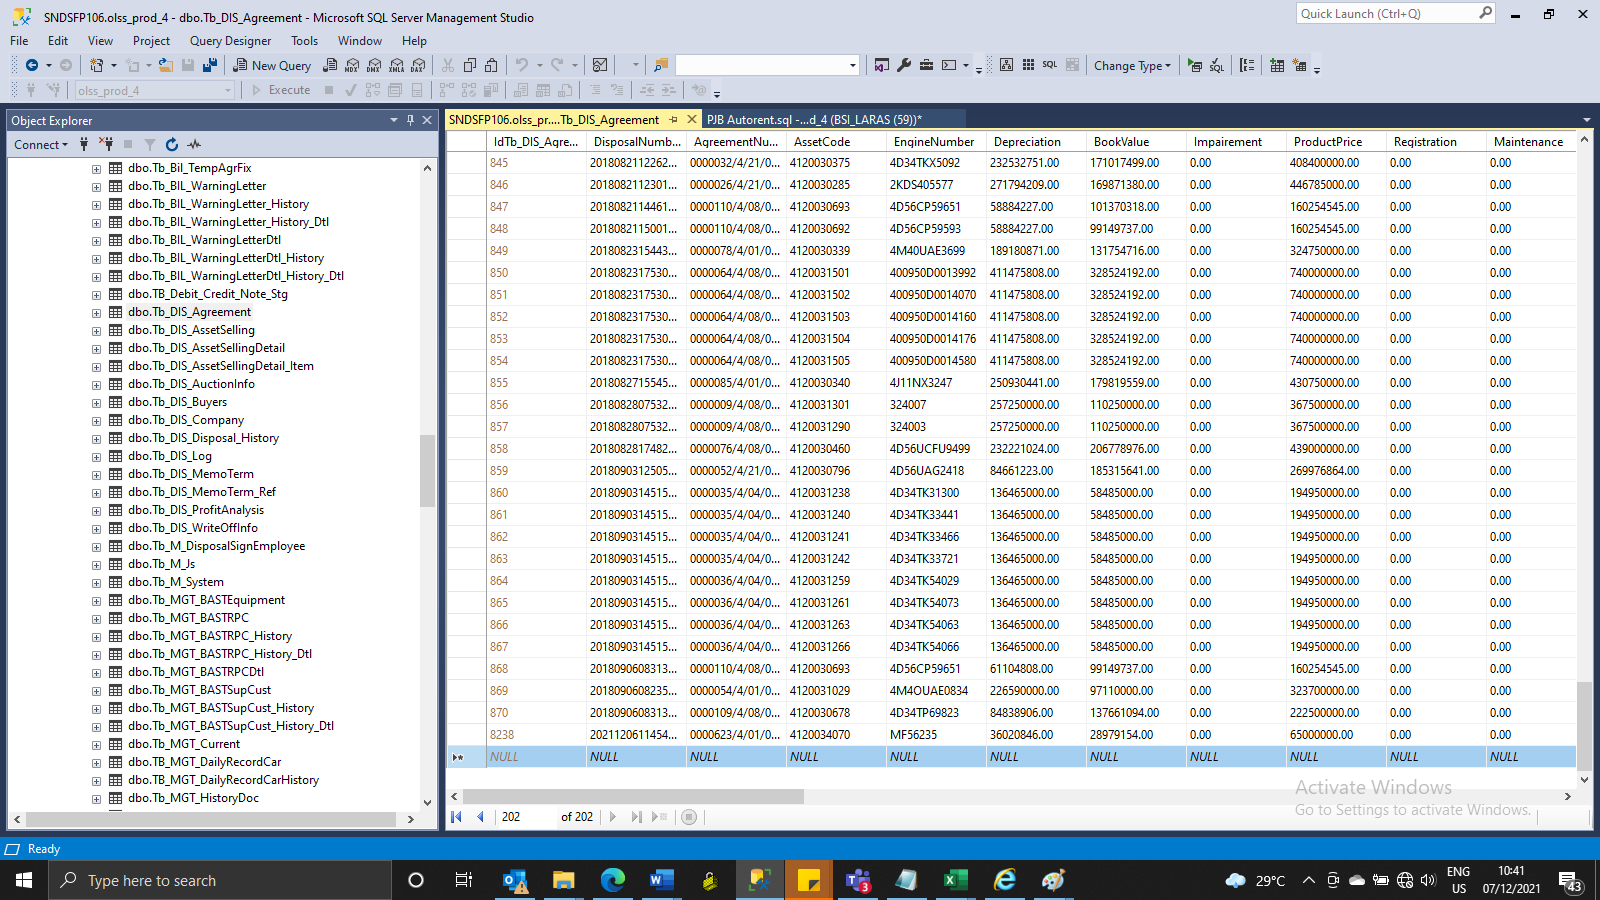 SNDSFP106.olss_prod_4 - dbo.Tb_DIS_Agreement - Microsoft SQL Server Management Studio
Quick Launch (Ctrl+Q)
File Edit View Project Query Designer Tools Window Help
New Query MDX DMX XMLA DAX SQL Change Type SQL
olss_prod_4 Execute
Object Explorer
Connect
dbo.Tb_Bil_TempAgrFix
dbo.Tb_BIL_WarningLetter
dbo.Tb_BIL_WarningLetter_History
dbo.Tb_BIL_WarningLetter_History_Dtl
dbo.Tb_BIL_WarningLetterDtl
dbo.Tb_BIL_WarningLetterDtl_History
dbo.Tb_BIL_WarningLetterDtl_History_Dtl
dbo.TB_Debit_Credit_Note_Stg
dbo.Tb_DIS_Agreement
dbo.Tb_DIS_AssetSelling
dbo.Tb_DIS_AssetSellingDetail
dbo.Tb_DIS_AssetSellingDetail_Item
dbo.Tb_DIS_AuctionInfo
dbo.Tb_DIS_Buyers
dbo.Tb_DIS_Company
dbo.Tb_DIS_Disposal_History
dbo.Tb_DIS_Log
dbo.Tb_DIS_MemoTerm
dbo.Tb_DIS_MemoTerm_Ref
dbo.Tb_DIS_ProfitAnalysis
dbo.Tb_DIS_WriteOffInfo
dbo.Tb_M_DisposalSignEmployee
dbo.Tb_M_Js
dbo.Tb_M_System
dbo.Tb_MGT_BASTEquipment
dbo.Tb_MGT_BASTRPC
dbo.Tb_MGT_BASTRPC_History
dbo.Tb_MGT_BASTRPC_History_Dtl
dbo.Tb_MGT_BASTRPCDtl
dbo.Tb_MGT_BASTSupCust
dbo.Tb_MGT_BASTSupCust_History
dbo.Tb_MGT_BASTSupCust_History_Dtl
dbo.Tb_MGT_Current
dbo.TB_MGT_DailyRecordCar
dbo.TB_MGT_DailyRecordCarHistory
dbo.Tb_MGT_HistoryDoc
SNDSFP106.olss_pr....Tb_DIS_Agreement PJB Autorent.sql -...d_4 (BSI_LARAS (59))*
IdTb_DIS_Agre... DisposalNumb... AgreementNu... AssetCode EngineNumber Depreciation BookValue Impairement ProductPrice Registration Maintenance
845 2018082112262... 0000032/4/21/0... 4120030375 4D34TKX5092 232532751.00 171017499.00 0.00 408400000.00 0.00 0.00
846 2018082112301... 0000026/4/21/0... 4120030285 2KDS405577 271794209.00 169871380.00 0.00 446785000.00 0.00 0.00
847 2018082114461... 0000110/4/08/0... 4120030693 4D56CP59651 58884227.00 101370318.00 0.00 160254545.00 0.00 0.00
848 2018082115001... 0000110/4/08/0... 4120030692 4D56CP59593 58884227.00 99149737.00 0.00 160254545.00 0.00 0.00
849 2018082315443... 0000078/4/01/0... 4120030339 4M40UAE3699 189180871.00 131754716.00 0.00 324750000.00 0.00 0.00
850 2018082317530... 0000064/4/08/0... 4120031501 400950D0013992 411475808.00 328524192.00 0.00 740000000.00 0.00 0.00
851 2018082317530... 0000064/4/08/0... 4120031502 400950D0014070 411475808.00 328524192.00 0.00 740000000.00 0.00 0.00
852 2018082317530... 0000064/4/08/0... 4120031503 400950D0014160 411475808.00 328524192.00 0.00 740000000.00 0.00 0.00
853 2018082317530... 0000064/4/08/0... 4120031504 400950D0014176 411475808.00 328524192.00 0.00 740000000.00 0.00 0.00
854 2018082317530... 0000064/4/08/0... 4120031505 400950D0014580 411475808.00 328524192.00 0.00 740000000.00 0.00 0.00
855 2018082715545... 0000085/4/01/0... 4120030340 4J11NX3247 250930441.00 179819559.00 0.00 430750000.00 0.00 0.00
856 2018082807532... 0000009/4/08/0... 4120031301 324007 257250000.00 110250000.00 0.00 367500000.00 0.00 0.00
857 2018082807532... 0000009/4/08/0... 4120031290 324003 257250000.00 110250000.00 0.00 367500000.00 0.00 0.00
858 2018082817482... 0000076/4/08/0... 4120030460 4D56UCFU9499 232221024.00 206778976.00 0.00 439000000.00 0.00 0.00
859 2018090312505... 0000052/4/21/0... 4120030796 4D56UAG2418 84661223.00 185315641.00 0.00 269976864.00 0.00 0.00
860 2018090314515... 0000035/4/04/0... 4120031238 4D34TK31300 136465000.00 58485000.00 0.00 194950000.00 0.00 0.00
861 2018090314515... 0000035/4/04/0... 4120031240 4D34TK33441 136465000.00 58485000.00 0.00 194950000.00 0.00 0.00
862 2018090314515... 0000035/4/04/0... 4120031241 4D34TK33466 136465000.00 58485000.00 0.00 194950000.00 0.00 0.00
863 2018090314515... 0000035/4/04/0... 4120031242 4D34TK33721 136465000.00 58485000.00 0.00 194950000.00 0.00 0.00
864 2018090314515... 0000036/4/04/0... 4120031259 4D34TK54029 136465000.00 58485000.00 0.00 194950000.00 0.00 0.00
865 2018090314515... 0000036/4/04/0... 4120031261 4D34TK54073 136465000.00 58485000.00 0.00 194950000.00 0.00 0.00
866 2018090314515... 0000036/4/04/0... 4120031263 4D34TK54063 136465000.00 58485000.00 0.00 194950000.00 0.00 0.00
867 2018090314515... 0000036/4/04/0... 4120031266 4D34TK54066 136465000.00 58485000.00 0.00 194950000.00 0.00 0.00
868 2018090608313... 0000110/4/08/0... 4120030693 4D56CP59651 61104808.00 99149737.00 0.00 160254545.00 0.00 0.00
869 2018090608235... 0000054/4/01/0... 4120031029 4M4OUAE0834 226590000.00 97110000.00 0.00 323700000.00 0.00 0.00
870 2018090608313... 0000109/4/08/0... 4120030678 4D34TP69823 84838906.00 137661094.00 0.00 222500000.00 0.00 0.00
8238 2021120611454... 0000623/4/01/0... 4120034070 MF56235 36020846.00 28979154.00 0.00 65000000.00 0.00 0.00
NULL NULL NULL NULL NULL NULL NULL NULL NULL NULL NULL
Activate Windows
Go to Settings to activate Windows.
202 of 202
Ready
Type here to search
3
29°C
ENG
US
10:41
07/12/2021
43